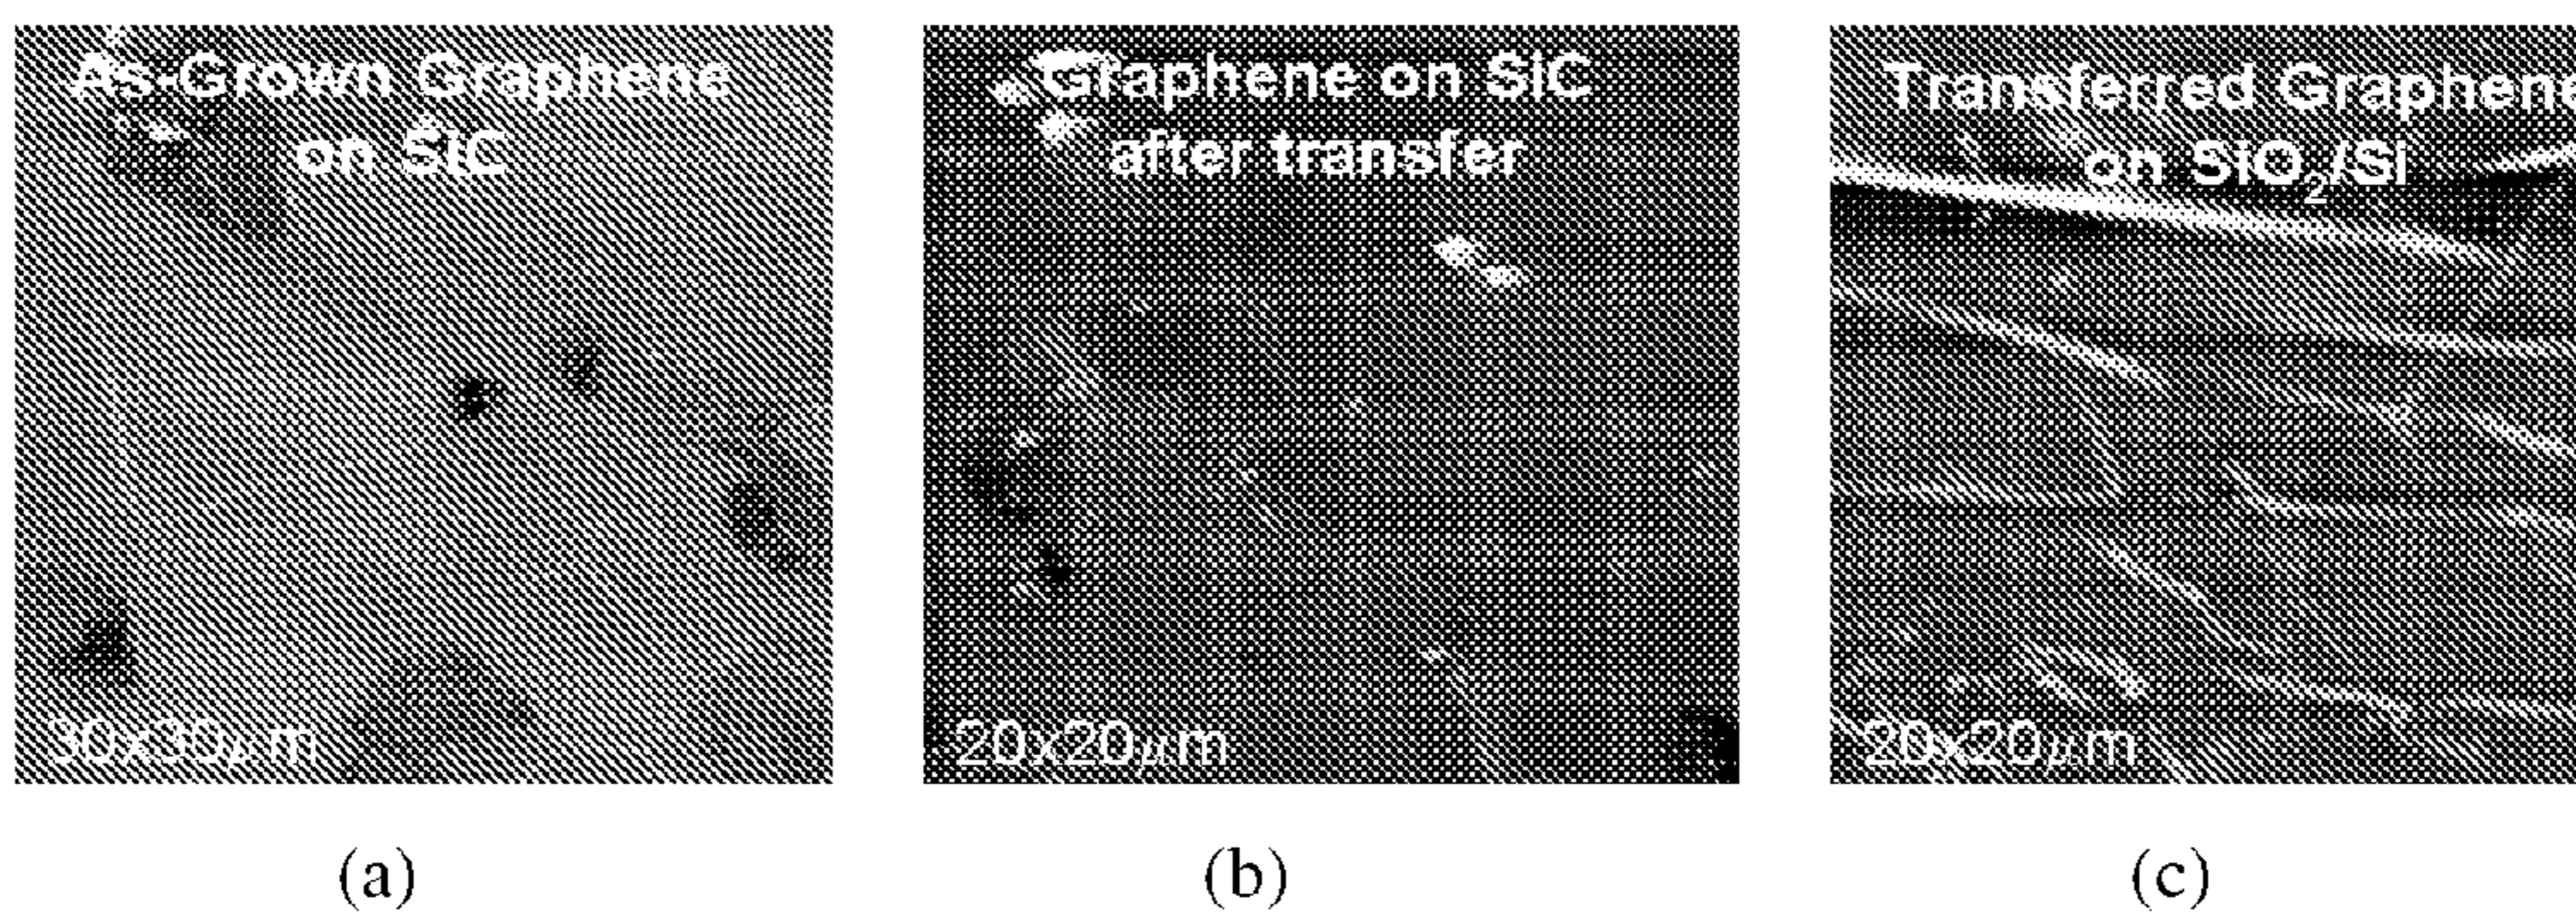 As-Grown Graphene
on SiC
30x30μm
(a)
Graphene on SiC
after transfer
20x20μm
(b)
Transferred Graphene
on SiO₂/Si
20x20μm
(c)